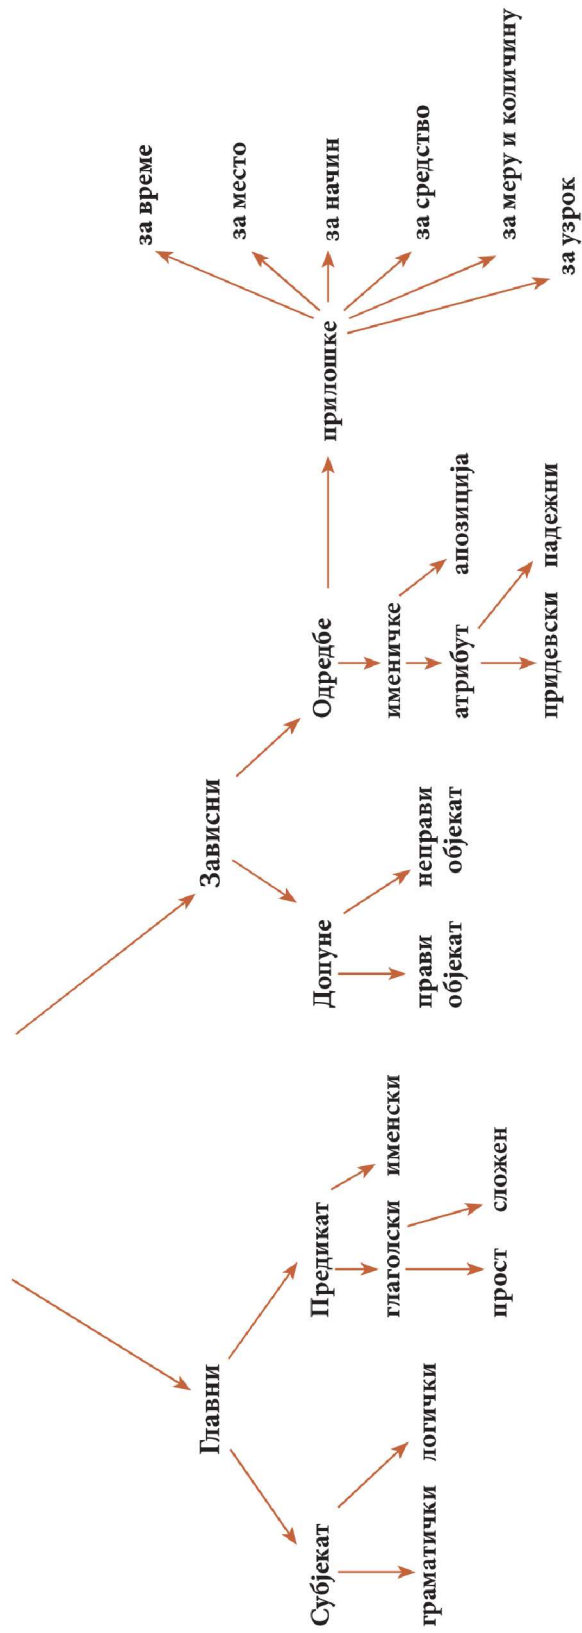 Главни
Зависни
Субјекат
Предикат
Допуне
Одредбе
прилошке
граматички
логички
глаголски
именски
прост
сложен
прави
објекат
неправи
објекат
именичке
атрибут
апозиција
придевски
падежни
за време
за место
за начин
за средство
за меру и количину
за узрок